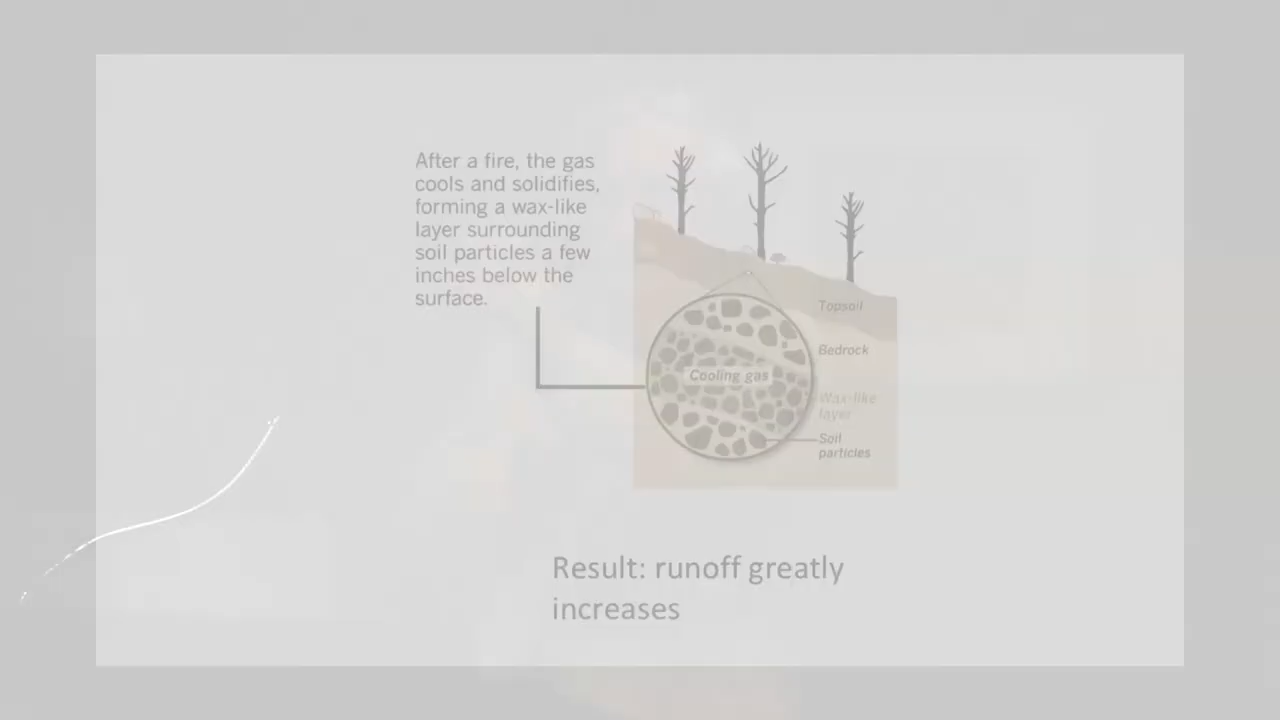 After a fire, the gas
cools and solidifies,
forming a wax-like
layer surrounding
soil particles a few
inches below the
surface.
Topsoil
Bedrock
Cooling gas
Wax-like
layer
Soil
particles
Result: runoff greatly
increases